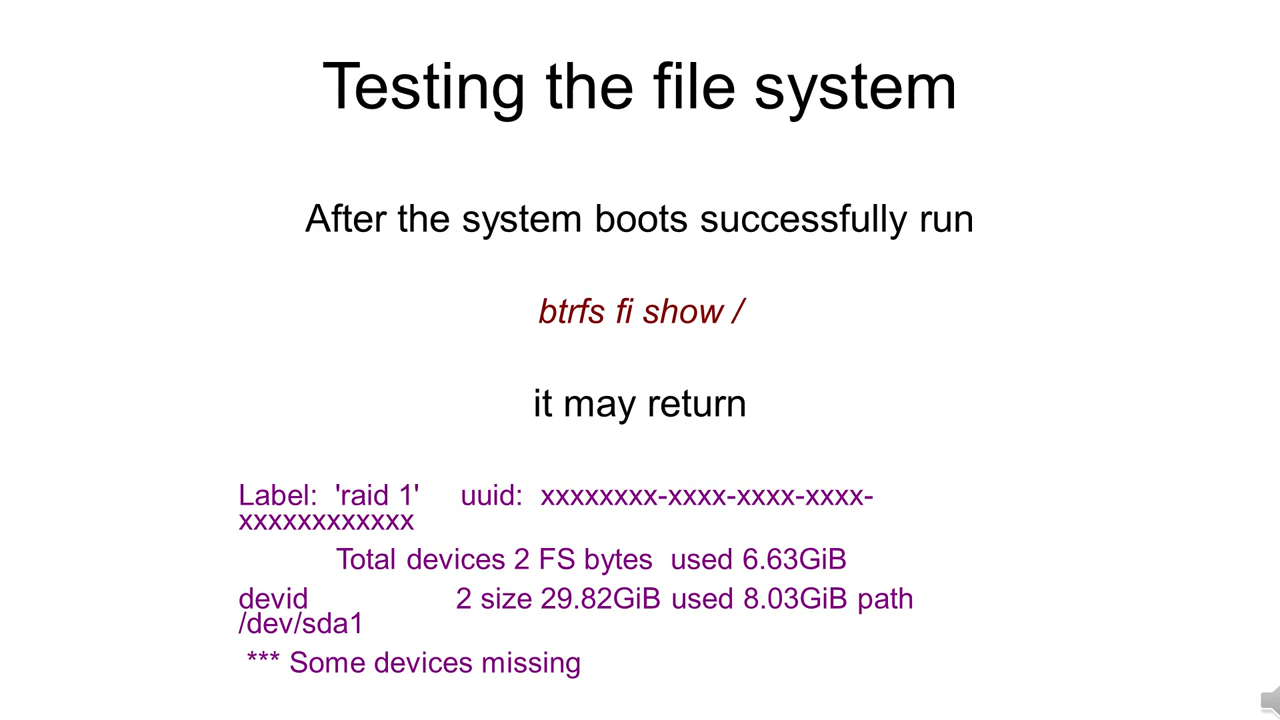 Testing the file system
After the system boots successfully run
btrfs fi show /
it may return
Label: 'raid 1' uuid: xxxxxxxx-xxxx-xxxx-xxxx-
xxxxxxxxxxxx
Total devices 2 FS bytes used 6.63GiB
devid 2 size 29.82GiB used 8.03GiB path
/dev/sda1
*** Some devices missing